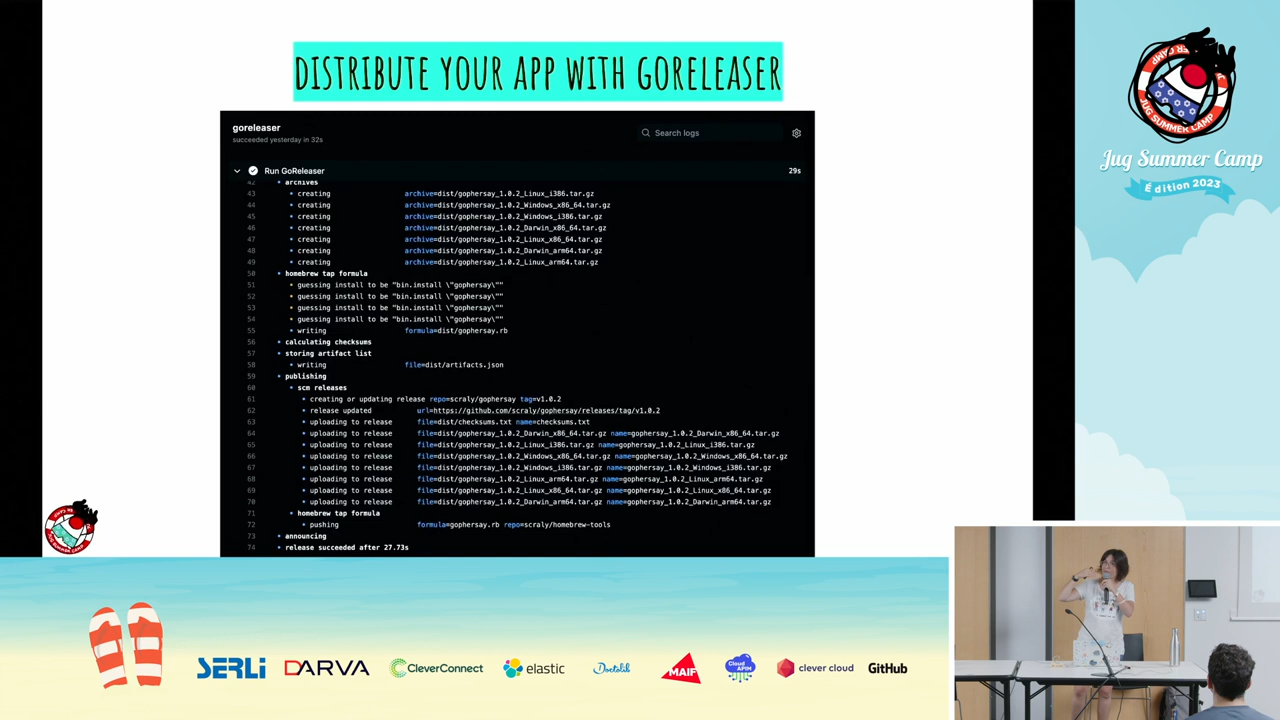 DISTRIBUTE YOUR APP WITH GORELEASER
goreleaser
succeeded yesterday in 32s
Search logs
Run GoReleaser 29s
42 • archives
43 • creating archive=dist/gophersay_1.0.2_Linux_i386.tar.gz
44 • creating archive=dist/gophersay_1.0.2_Windows_x86_64.tar.gz
45 • creating archive=dist/gophersay_1.0.2_Windows_i386.tar.gz
46 • creating archive=dist/gophersay_1.0.2_Darwin_x86_64.tar.gz
47 • creating archive=dist/gophersay_1.0.2_Linux_x86_64.tar.gz
48 • creating archive=dist/gophersay_1.0.2_Darwin_arm64.tar.gz
49 • creating archive=dist/gophersay_1.0.2_Linux_arm64.tar.gz
50 • homebrew tap formula
51 • guessing install to be "bin.install \"gophersay\""
52 • guessing install to be "bin.install \"gophersay\""
53 • guessing install to be "bin.install \"gophersay\""
54 • guessing install to be "bin.install \"gophersay\""
55 • writing formula=dist/gophersay.rb
56 • calculating checksums
57 • storing artifact list
58 • writing file=dist/artifacts.json
59 • publishing
60 • scm releases
61 • creating or updating release repo=scraly/gophersay tag=v1.0.2
62 • release updated url=https://github.com/scraly/gophersay/releases/tag/v1.0.2
63 • uploading to release file=dist/checksums.txt name=checksums.txt
64 • uploading to release file=dist/gophersay_1.0.2_Darwin_x86_64.tar.gz name=gophersay_1.0.2_Darwin_x86_64.tar.gz
65 • uploading to release file=dist/gophersay_1.0.2_Linux_i386.tar.gz name=gophersay_1.0.2_Linux_i386.tar.gz
66 • uploading to release file=dist/gophersay_1.0.2_Windows_x86_64.tar.gz name=gophersay_1.0.2_Windows_x86_64.tar.gz
67 • uploading to release file=dist/gophersay_1.0.2_Windows_i386.tar.gz name=gophersay_1.0.2_Windows_i386.tar.gz
68 • uploading to release file=dist/gophersay_1.0.2_Linux_arm64.tar.gz name=gophersay_1.0.2_Linux_arm64.tar.gz
69 • uploading to release file=dist/gophersay_1.0.2_Linux_x86_64.tar.gz name=gophersay_1.0.2_Linux_x86_64.tar.gz
70 • uploading to release file=dist/gophersay_1.0.2_Darwin_arm64.tar.gz name=gophersay_1.0.2_Darwin_arm64.tar.gz
71 • homebrew tap formula
72 • pushing formula=gophersay.rb repo=scraly/homebrew-tools
73 • announcing
74 • release succeeded after 27.73s
JUG SUMMER CAMP
Jug Summer Camp
Édition 2023
SERLI DARVA CleverConnect elastic Doctolib MAIF Cloud APIM clever cloud GitHub